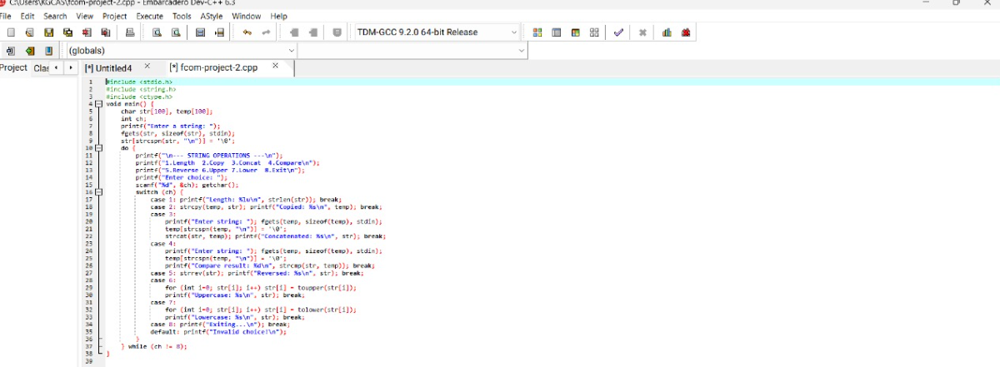 C:\Users\KGCAS\fcom-project-2.cpp - Embarcadero Dev-C++ 6.3
File Edit Search View Project Execute Tools AStyle Window Help
TDM-GCC 9.2.0 64-bit Release
(globals)
Project Clas [*] Untitled4 [*] fcom-project-2.cpp
1 #include <stdio.h>
2 #include <string.h>
3 #include <ctype.h>
4 void main() {
5 char str[100], temp[100];
6 int ch;
7 printf("Enter a string: ");
8 fgets(str, sizeof(str), stdin);
9 str[strcspn(str, "\n")] = '\0';
10 do {
11 printf("\n--- STRING OPERATIONS ---\n");
12 printf("1.Length 2.Copy 3.Concat 4.Compare\n");
13 printf("5.Reverse 6.Upper 7.Lower 8.Exit\n");
14 printf("Enter choice: ");
15 scanf("%d", &ch); getchar();
16 switch (ch) {
17 case 1: printf("Length: %lu\n", strlen(str)); break;
18 case 2: strcpy(temp, str); printf("Copied: %s\n", temp); break;
19 case 3:
20 printf("Enter string: "); fgets(temp, sizeof(temp), stdin);
21 temp[strcspn(temp, "\n")] = '\0';
22 strcat(str, temp); printf("Concatenated: %s\n", str); break;
23 case 4:
24 printf("Enter string: "); fgets(temp, sizeof(temp), stdin);
25 temp[strcspn(temp, "\n")] = '\0';
26 printf("Compare result: %d\n", strcmp(str, temp)); break;
27 case 5: strrev(str); printf("Reversed: %s\n", str); break;
28 case 6:
29 for (int i=0; str[i]; i++) str[i] = toupper(str[i]);
30 printf("Uppercase: %s\n", str); break;
31 case 7:
32 for (int i=0; str[i]; i++) str[i] = tolower(str[i]);
33 printf("Lowercase: %s\n", str); break;
34 case 8: printf("Exiting...\n"); break;
35 default: printf("Invalid choice!\n");
36 }
37 } while (ch != 8);
38 }
39